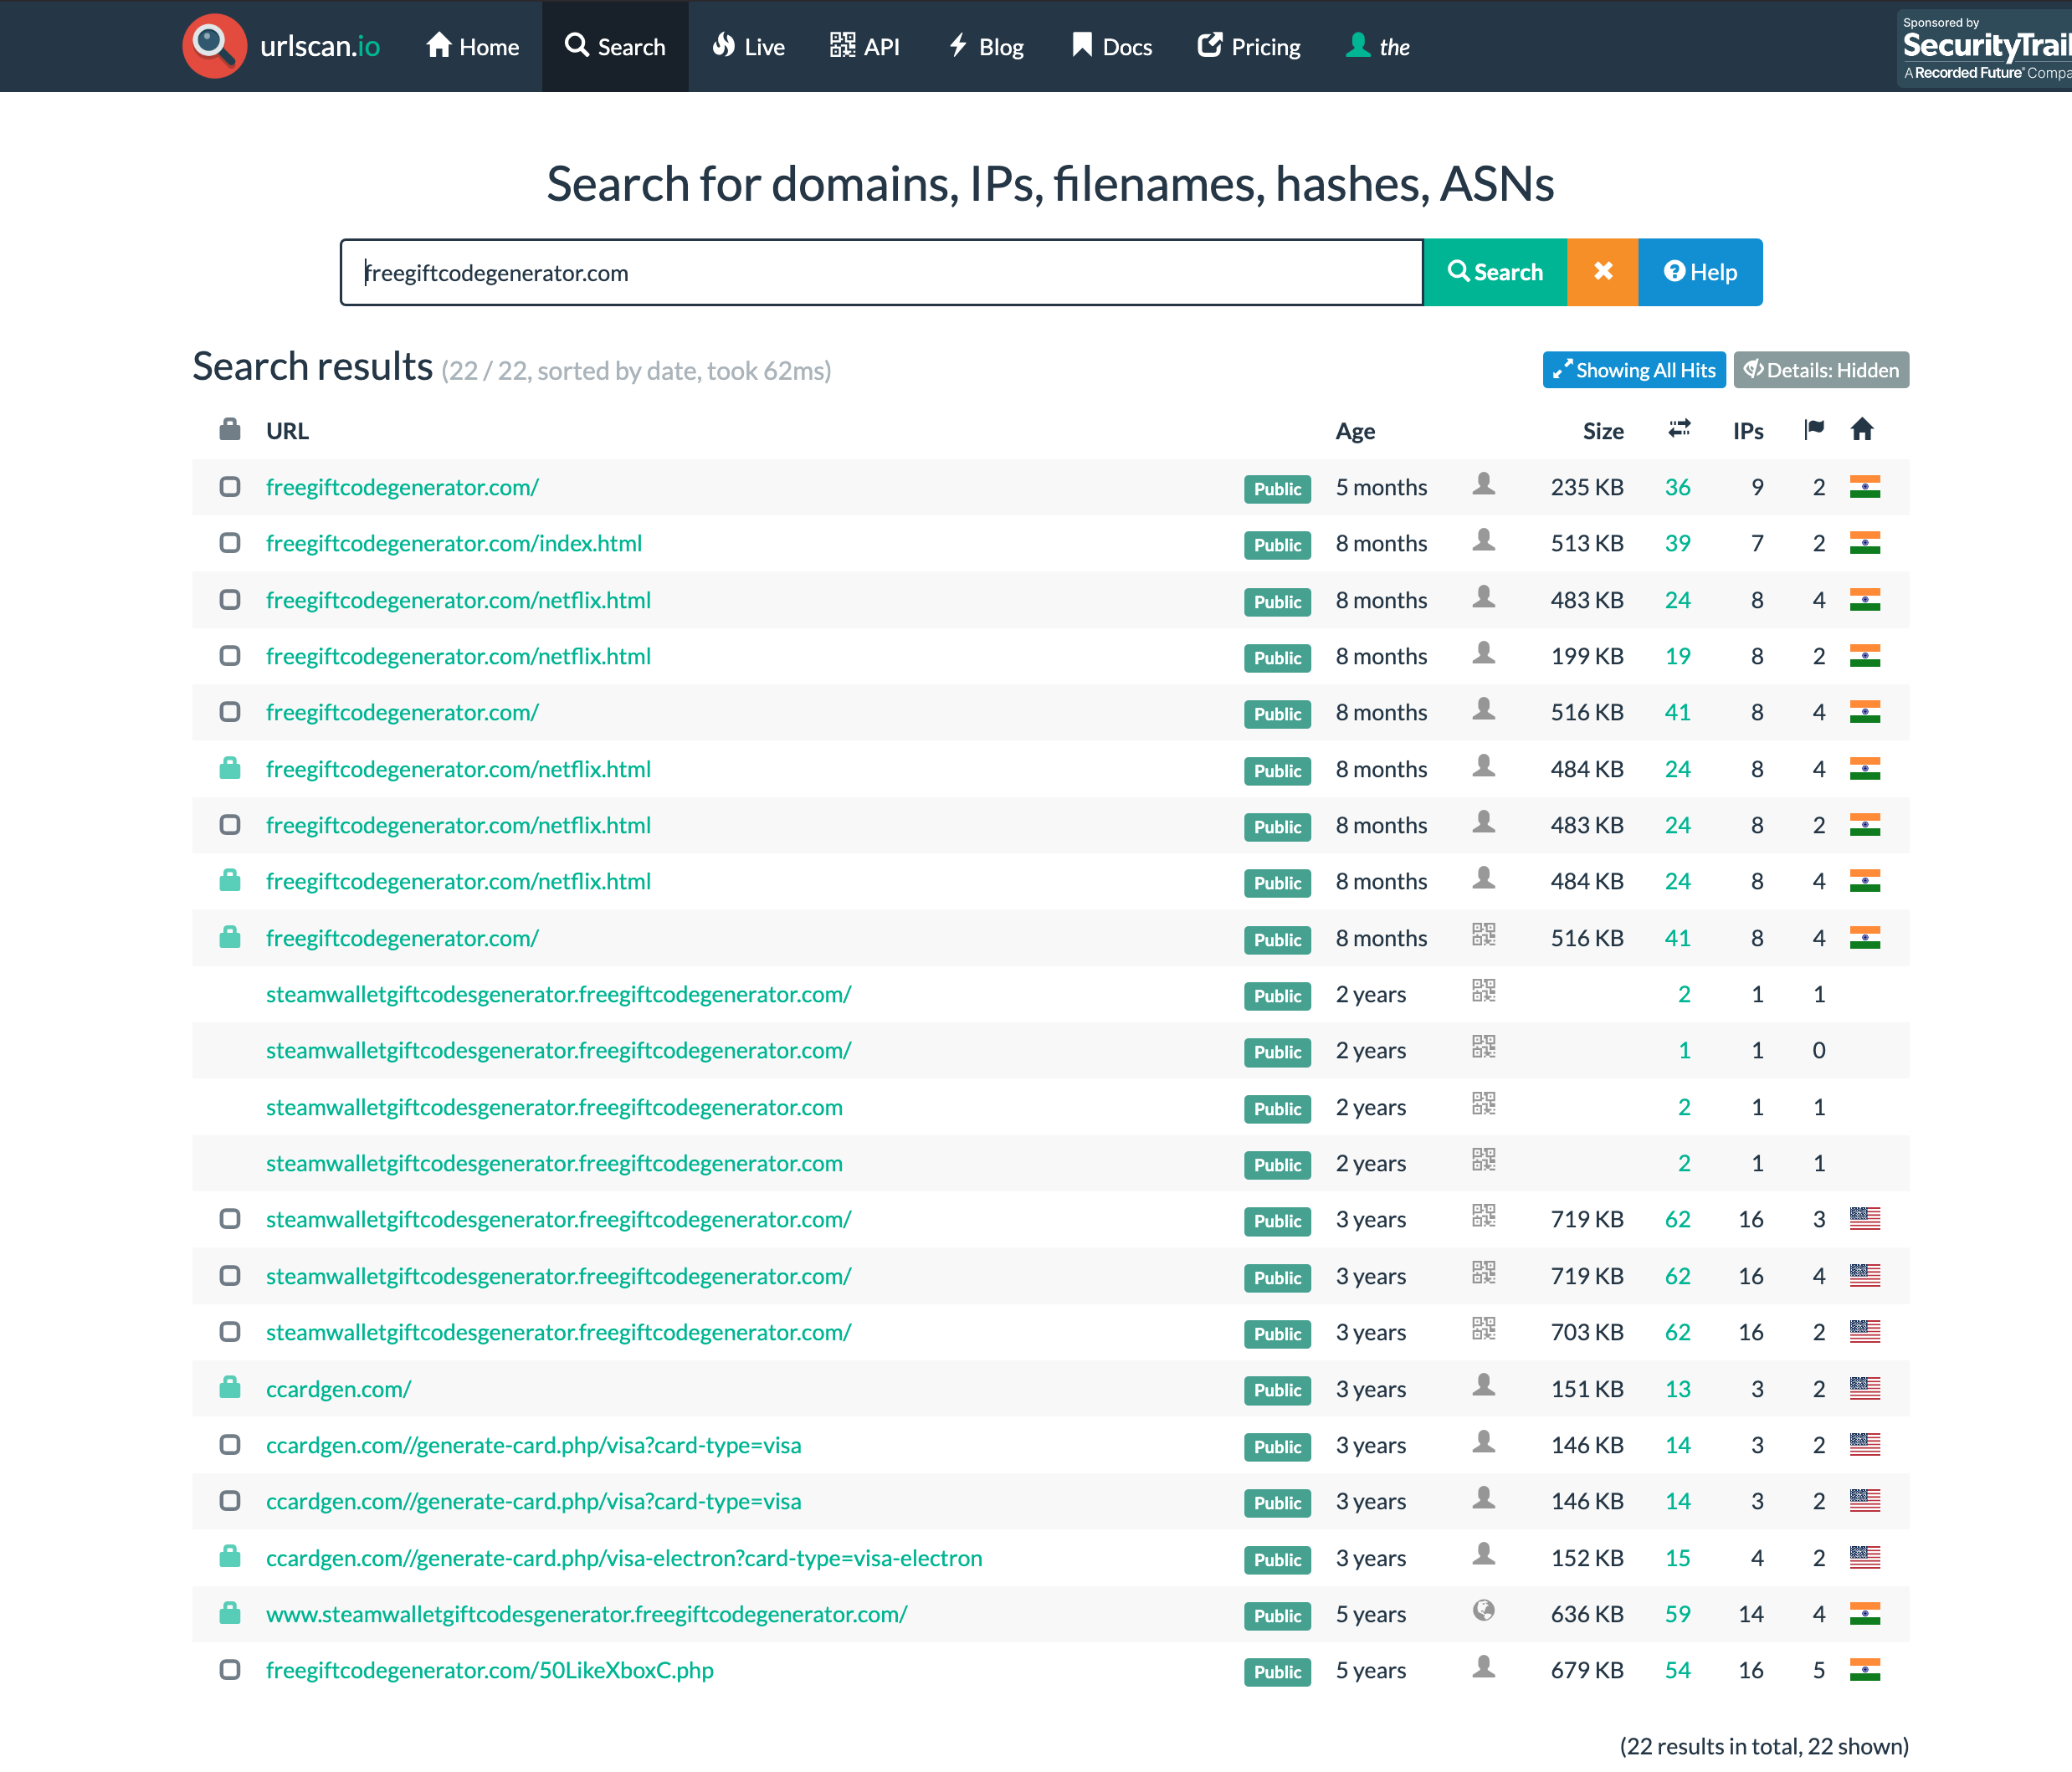 urlscan.io Home Search Live API Blog Docs Pricing the
Sponsored by
SecurityTrail
A Recorded Future® Compa
Search for domains, IPs, filenames, hashes, ASNs
freegiftcodegenerator.com Search Help
Search results (22 / 22, sorted by date, took 62ms) Showing All Hits Details: Hidden
URL Age Size IPs
freegiftcodegenerator.com/ Public 5 months 235 KB 36 9 2
freegiftcodegenerator.com/index.html Public 8 months 513 KB 39 7 2
freegiftcodegenerator.com/netflix.html Public 8 months 483 KB 24 8 4
freegiftcodegenerator.com/netflix.html Public 8 months 199 KB 19 8 2
freegiftcodegenerator.com/ Public 8 months 516 KB 41 8 4
freegiftcodegenerator.com/netflix.html Public 8 months 484 KB 24 8 4
freegiftcodegenerator.com/netflix.html Public 8 months 483 KB 24 8 2
freegiftcodegenerator.com/netflix.html Public 8 months 484 KB 24 8 4
freegiftcodegenerator.com/ Public 8 months 516 KB 41 8 4
steamwalletgiftcodesgenerator.freegiftcodegenerator.com/ Public 2 years 2 1 1
steamwalletgiftcodesgenerator.freegiftcodegenerator.com/ Public 2 years 1 1 0
steamwalletgiftcodesgenerator.freegiftcodegenerator.com Public 2 years 2 1 1
steamwalletgiftcodesgenerator.freegiftcodegenerator.com Public 2 years 2 1 1
steamwalletgiftcodesgenerator.freegiftcodegenerator.com/ Public 3 years 719 KB 62 16 3
steamwalletgiftcodesgenerator.freegiftcodegenerator.com/ Public 3 years 719 KB 62 16 4
steamwalletgiftcodesgenerator.freegiftcodegenerator.com/ Public 3 years 703 KB 62 16 2
ccardgen.com/ Public 3 years 151 KB 13 3 2
ccardgen.com//generate-card.php/visa?card-type=visa Public 3 years 146 KB 14 3 2
ccardgen.com//generate-card.php/visa?card-type=visa Public 3 years 146 KB 14 3 2
ccardgen.com//generate-card.php/visa-electron?card-type=visa-electron Public 3 years 152 KB 15 4 2
www.steamwalletgiftcodesgenerator.freegiftcodegenerator.com/ Public 5 years 636 KB 59 14 4
freegiftcodegenerator.com/50LikeXboxC.php Public 5 years 679 KB 54 16 5
(22 results in total, 22 shown)